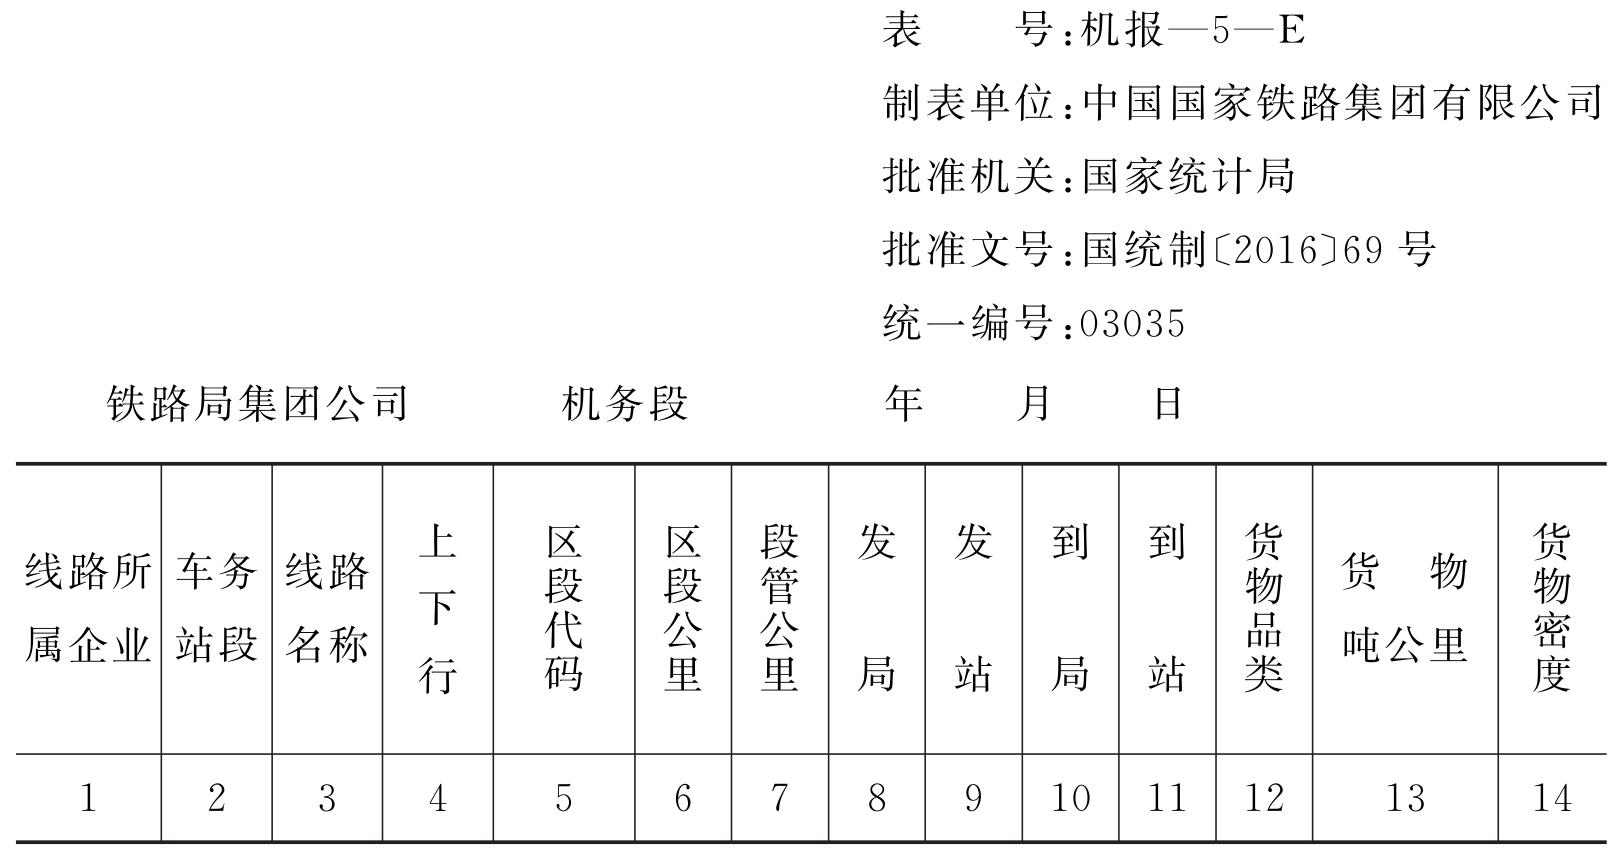 表 号:机报—5—E
制表单位:中国国家铁路集团有限公司
批准机关:国家统计局
批准文号:国统制〔2016〕69 号
统一编号:03035
铁路局集团公司 机务段 年 月 日
线路所属企业 车务站段 线路名称 上下行 区段代码 区段公里 段管公里 发局 发站 到局 到站 货物品类 货物吨公里 货物密度
1 2 3 4 5 6 7 8 9 10 11 12 13 14